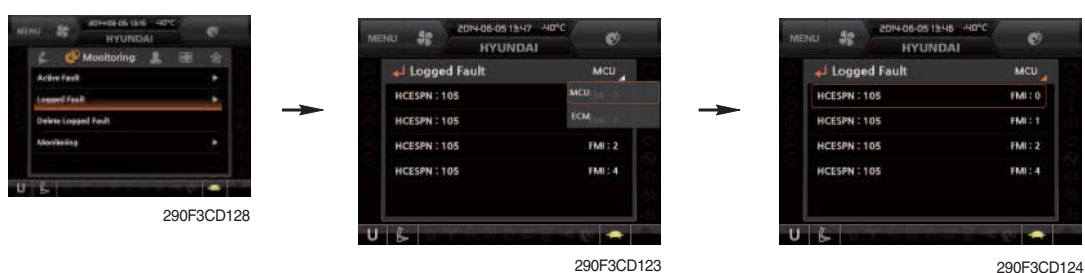 MENU
2014-06-05 13:15 -40°C
HYUNDAI
Monitoring
Active Fault
Logged Fault
Delete Logged Fault
Monitoring
U
290F3CD128
MENU
2014-06-05 13:47 -40°C
HYUNDAI
Logged Fault MCU
HCESPN : 105 MCU
HCESPN : 105 ECM
HCESPN : 105 FMI : 2
HCESPN : 105 FMI : 4
U
290F3CD123
MENU
2014-06-05 13:46 -40°C
HYUNDAI
Logged Fault MCU
HCESPN : 105 FMI : 0
HCESPN : 105 FMI : 1
HCESPN : 105 FMI : 2
HCESPN : 105 FMI : 4
U
290F3CD124